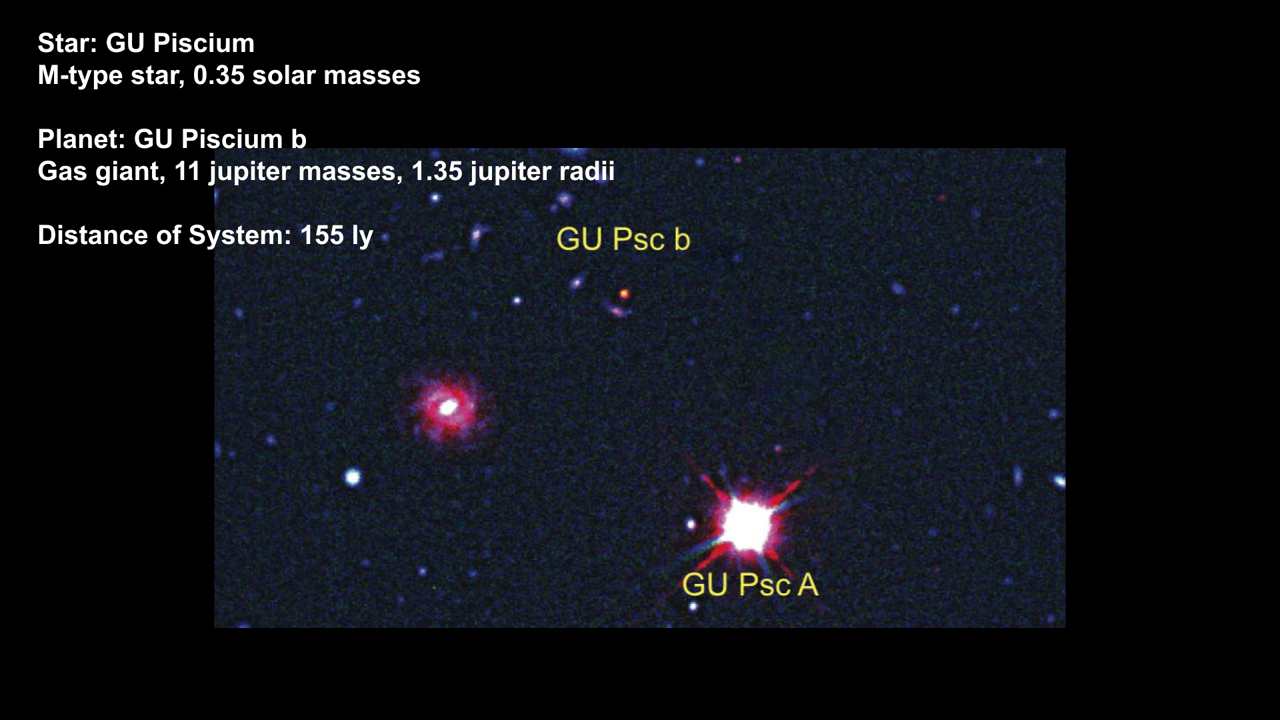 Star: GU Piscium
M-type star, 0.35 solar masses
Planet: GU Piscium b
Gas giant, 11 jupiter masses, 1.35 jupiter radii
Distance of System: 155 ly
GU Psc b
GU Psc A